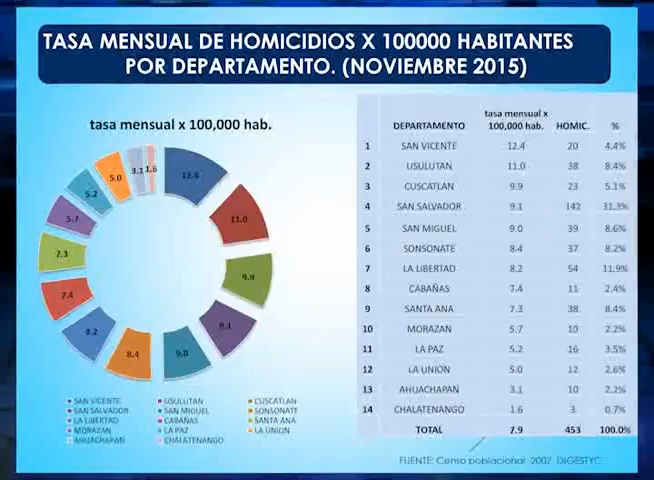 TASA MENSUAL DE HOMICIDIOS X 100000 HABITANTES
POR DEPARTAMENTO. (NOVIEMBRE 2015)
tasa mensual x 100,000 hab.
12.4
11.0
9.9
9.1
9.0
8.4
8.2
7.4
7.3
5.7
5.2
5.0
3.1
1.6
SAN VICENTE USULUTAN CUSCATLAN
SAN SALVADOR SAN MIGUEL SONSONATE
LA LIBERTAD CABAÑAS SANTA ANA
MORAZAN LA PAZ LA UNION
AHUACHAPAN CHALATENANGO
DEPARTAMENTO tasa mensual x 100,000 hab. HOMIC. %
1 SAN VICENTE 12.4 20 4.4%
2 USULUTAN 11.0 38 8.4%
3 CUSCATLAN 9.9 23 5.1%
4 SAN SALVADOR 9.1 142 31.3%
5 SAN MIGUEL 9.0 39 8.6%
6 SONSONATE 8.4 37 8.2%
7 LA LIBERTAD 8.2 54 11.9%
8 CABAÑAS 7.4 11 2.4%
9 SANTA ANA 7.3 38 8.4%
10 MORAZAN 5.7 10 2.2%
11 LA PAZ 5.2 16 3.5%
12 LA UNION 5.0 12 2.6%
13 AHUACHAPAN 3.1 10 2.2%
14 CHALATENANGO 1.6 3 0.7%
TOTAL 7.9 453 100.0%
FUENTE: Censo poblacional 2007 DIGESTYC